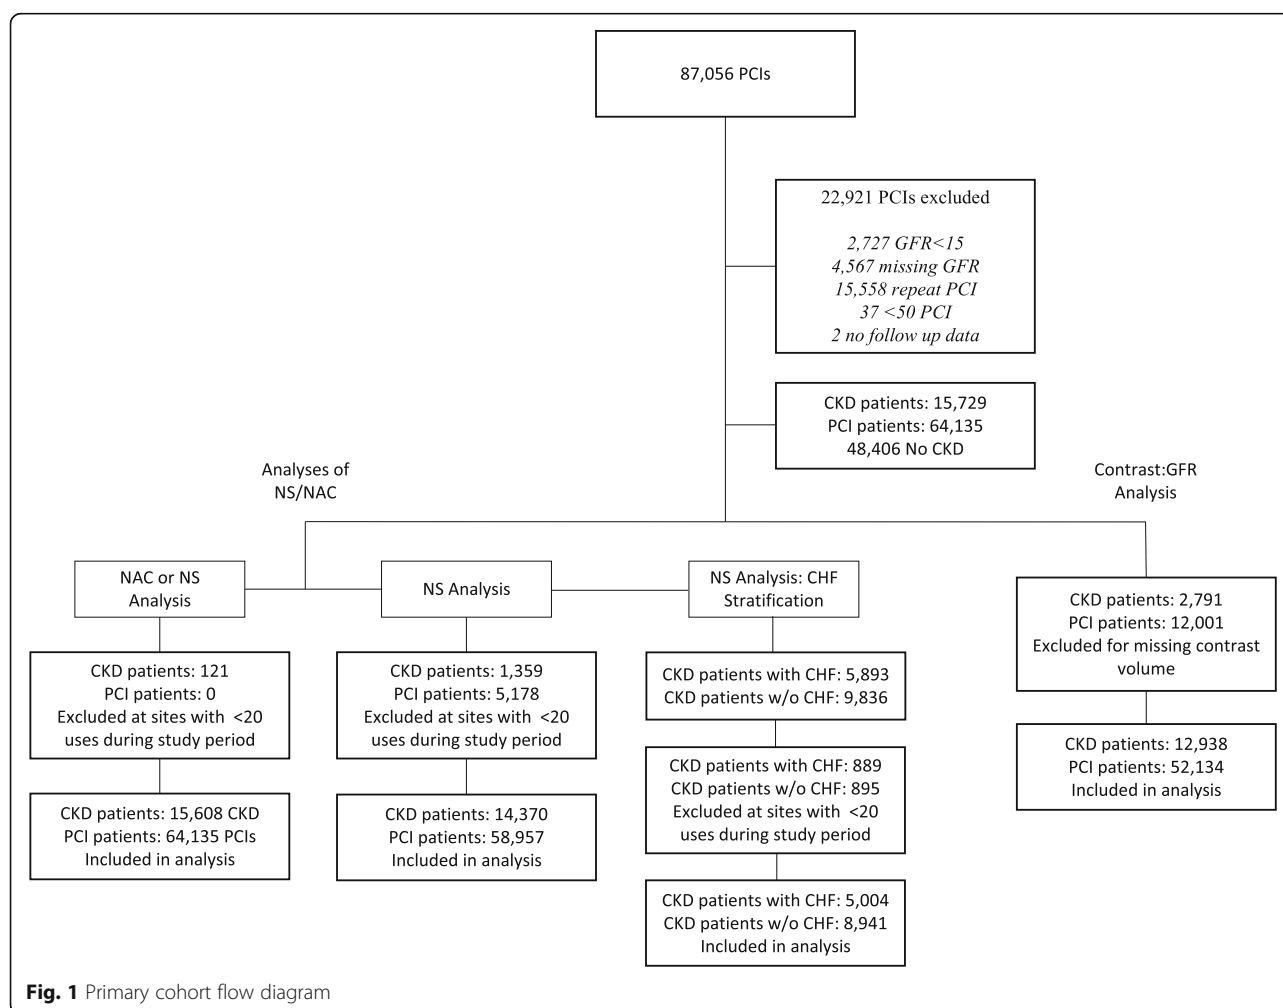 87,056 PCIs
22,921 PCIs excluded
2,727 GFR<15
4,567 missing GFR
15,558 repeat PCI
37 <50 PCI
2 no follow up data
CKD patients: 15,729
PCI patients: 64,135
48,406 No CKD
Analyses of
NS/NAC
Contrast:GFR
Analysis
NAC or NS
Analysis
CKD patients: 121
PCI patients: 0
Excluded at sites with <20
uses during study period
CKD patients: 15,608 CKD
PCI patients: 64,135 PCIs
Included in analysis
NS Analysis
CKD patients: 1,359
PCI patients: 5,178
Excluded at sites with <20
uses during study period
CKD patients: 14,370
PCI patients: 58,957
Included in analysis
NS Analysis: CHF
Stratification
CKD patients with CHF: 5,893
CKD patients w/o CHF: 9,836
CKD patients with CHF: 889
CKD patients w/o CHF: 895
Excluded at sites with <20
uses during study period
CKD patients with CHF: 5,004
CKD patients w/o CHF: 8,941
Included in analysis
CKD patients: 2,791
PCI patients: 12,001
Excluded for missing contrast
volume
CKD patients: 12,938
PCI patients: 52,134
Included in analysis
Fig. 1 Primary cohort flow diagram